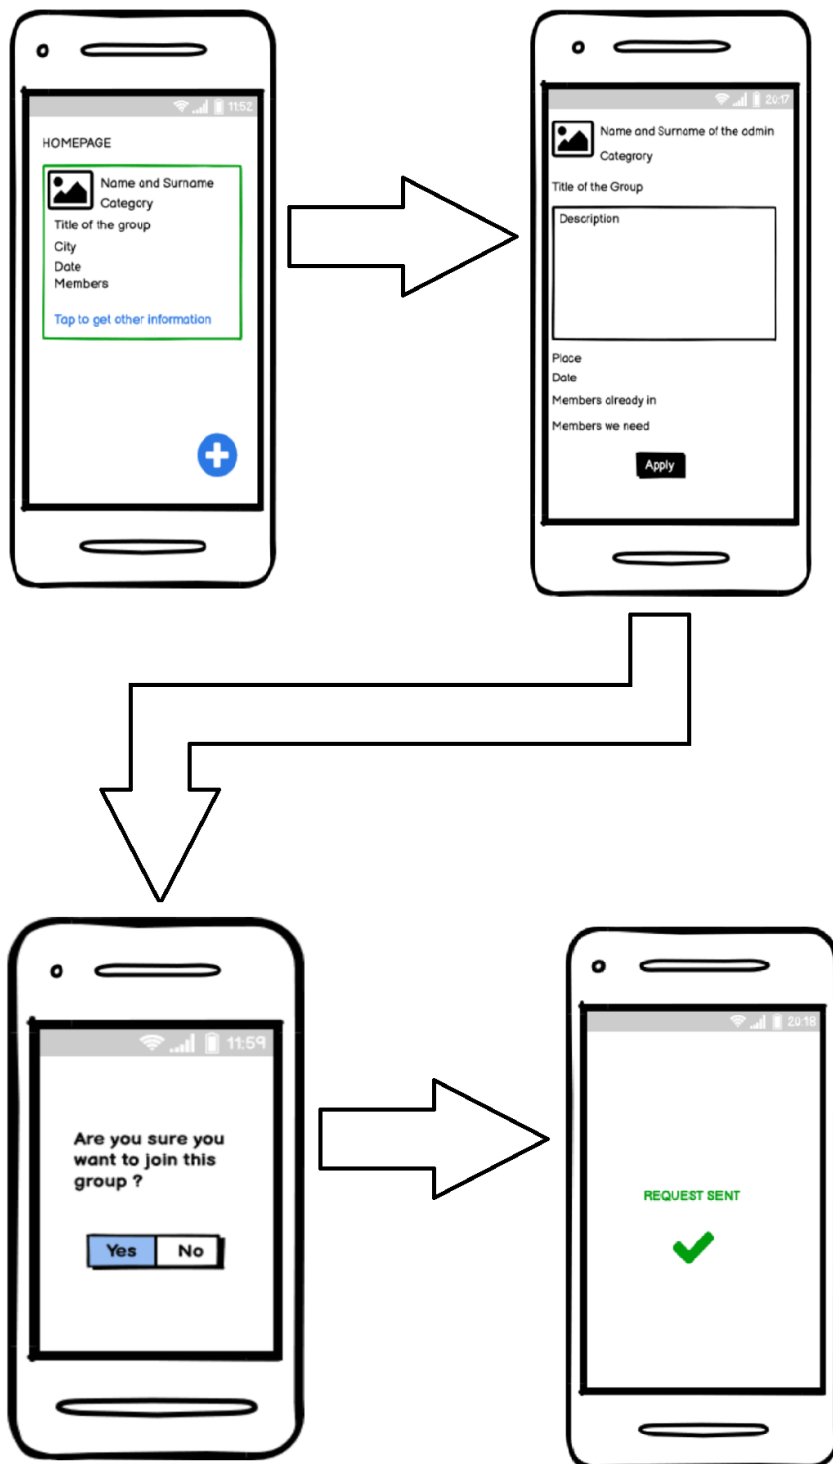 11:52
HOMEPAGE
Name and Surname
Category
Title of the group
City
Date
Members
Tap to get other information
20:17
Name and Surname of the admin
Categrory
Title of the Group
Description
Place
Date
Members already in
Members we need
Apply
11:59
Are you sure you
want to join this
group ?
Yes No
20:18
REQUEST SENT